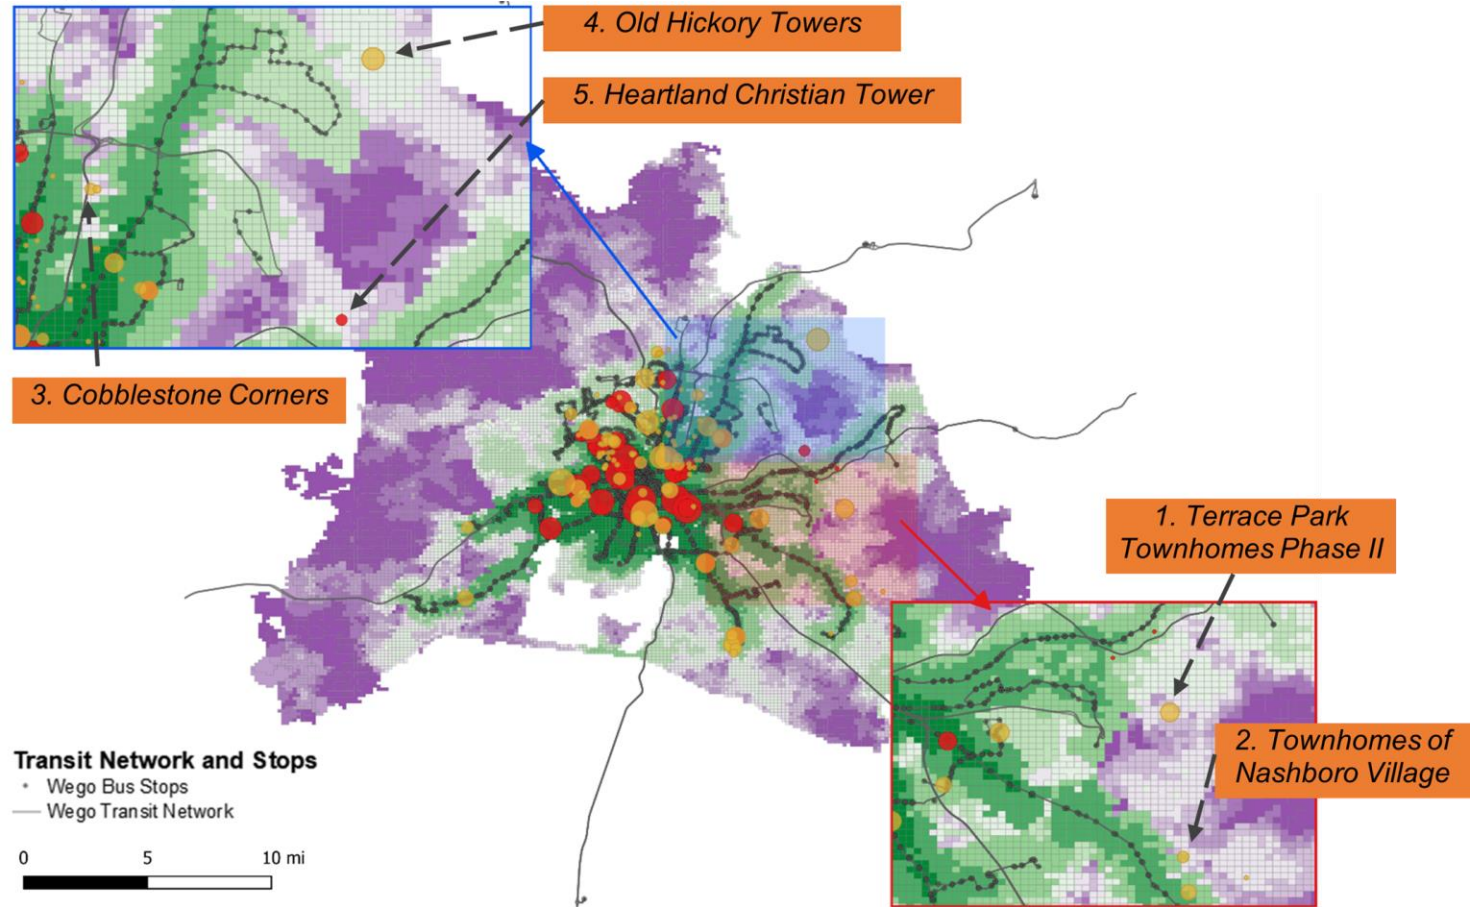 4. Old Hickory Towers
5. Heartland Christian Tower
3. Cobblestone Corners
1. Terrace Park
Townhomes Phase II
2. Townhomes of
Nashboro Village
Transit Network and Stops
Wego Bus Stops
Wego Transit Network
0 5 10 mi